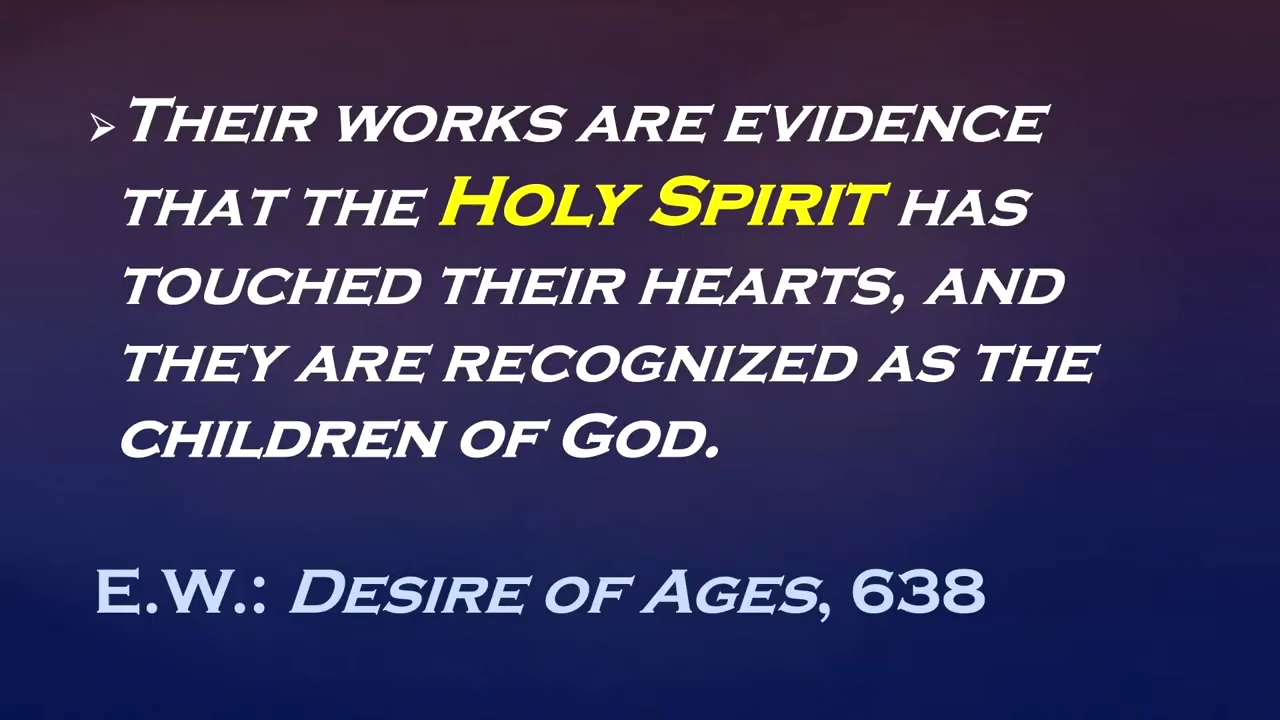 Their works are evidence
that the Holy Spirit has
touched their hearts, and
they are recognized as the
children of God.
E.W.: Desire of Ages, 638